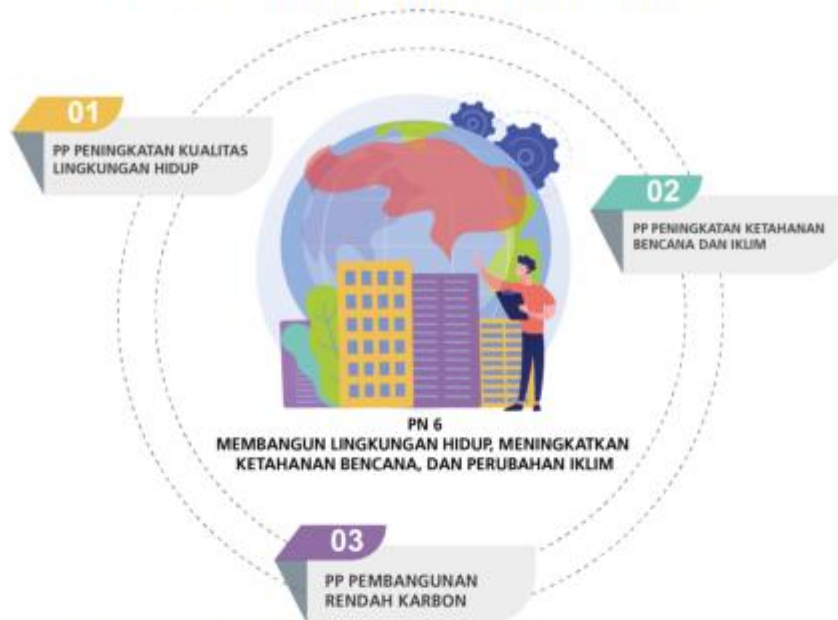 01
PP PENINGKATAN KUALITAS
LINGKUNGAN HIDUP
02
PP PENINGKATAN KETAHANAN
BENCANA DAN IKLIM
PN 6
MEMBANGUN LINGKUNGAN HIDUP, MENINGKATKAN
KETAHANAN BENCANA, DAN PERUBAHAN IKLIM
03
PP PEMBANGUNAN
RENDAH KARBON